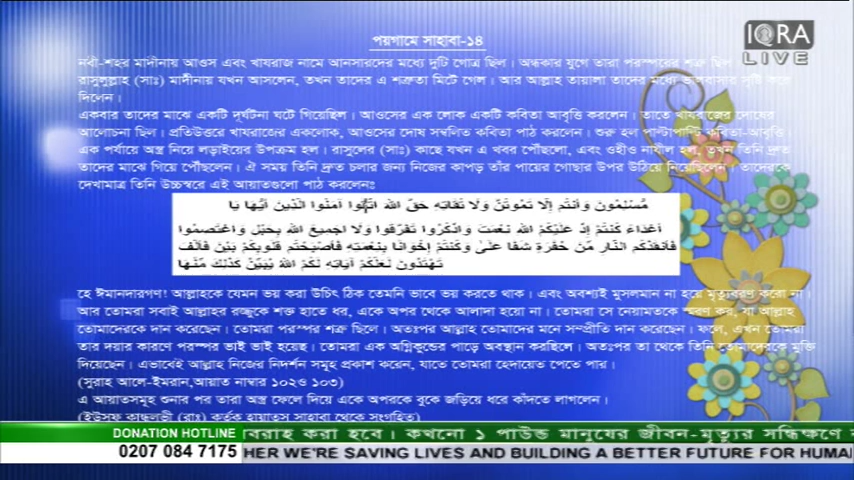 IQRA
LIVE
পয়গামে সাহাবা-১৪
নবী-শহর মাদীনায় আওস এবং খাযরাজ নামে আনসারদের মধ্যে দুটি গোত্র ছিল। অন্ধকার যুগে তারা পরস্পরের শত্রু ছিল
রাসুলুল্লাহ (সাঃ) মাদীনায় যখন আসলেন, তখন তাদের এ শত্রুতা মিটে গেল। আর আল্লাহ তায়ালা তাদের মধ্যে
দিলেন।
একবার তাদের মাঝে একটি দূর্ঘটনা ঘটে গিয়েছিল। আওসের এক লোক একটি কবিতা আবৃত্তি করলেন। তাতে খাযরাজের দোষের
আলোচনা ছিল। প্রতিউত্তরে খাযরাজের একলোক, আওসের দোষ সম্বলিত কবিতা পাঠ করলেন। শুরু হল পাল্টাপাল্টি কবিতা-আবৃত্তি।
এক পর্যায়ে অস্ত্র নিয়ে লড়াইয়ের উপক্রম হল। রাসুলের (সাঃ) কাছে যখন এ খবর পৌঁছলো, এবং ওহীও নাযীল হল, তখন তিনি দ্রুত
তাদের মাঝে গিয়ে পৌঁছলেন। ঐ সময় তিনি দ্রুত চলার জন্য নিজের কাপড় তাঁর পায়ের গোছার উপর উঠিয়ে নিয়েছিলেন। তাদেরকে
দেখামাত্র তিনি উচ্চস্বরে এই আয়াতগুলো পাঠ করলেনঃ
مُسْلِمُونَ وَأَنتُم إِلَّا تَمُوتُنَّ وَلَا تُقَاتِهِ حَقَّ اللَّهَ اتَّقُوا آمَنُوا الَّذِينَ أَيُّهَا يَا
أَعْدَاءً كُنتُمْ إِذْ عَلَيْكُمْ اللَّهِ نِعْمَتَ وَاذْكُرُوا تَفَرَّقُوا وَلَا جَمِيعًا اللَّهِ بِحَبْلِ وَاعْتَصِمُوا
فَأَنقَذَكُم النَّارِ مِّنَ حُفْرَةٍ شَفَا عَلَىٰ وَكُنتُمْ إِخْوَانًا بِنِعْمَتِهِ فَأَصْبَحْتُم قُلُوبِكُمْ بَيْنَ فَأَلَّفَ
تَهْتَدُونَ لَعَلَّكُمْ آيَاتِهِ لَكُمْ اللَّهُ يُبَيِّنُ كَذَٰلِكَ مِّنْهَا
হে ঈমানদারগণ! আল্লাহকে যেমন ভয় করা উচিৎ ঠিক তেমনি ভাবে ভয় করতে থাক। এবং অবশ্যই মুসলমান না হয়ে মৃত্যুবরণ করো না।
আর তোমরা সবাই আল্লাহর রজ্জুকে শক্ত হাতে ধর, একে অপর থেকে আলাদা হয়ো না। তোমরা সে নেয়ামতকে স্মরণ কর, যা আল্লাহ
তোমাদেরকে দান করেছেন। তোমরা পরস্পর শত্রু ছিলে। অতঃপর আল্লাহ তোমাদের মনে সম্প্রীতি দান করেছেন। ফলে, এখন তোমরা
তার দয়ার কারণে পরস্পর ভাই ভাই হয়েছ। তোমরা এক অগ্নিকুন্ডের পাড়ে অবস্থান করছিলে। অতঃপর তা থেকে তিনি তোমাদেরকে মুক্তি
দিয়েছেন। এভাবেই আল্লাহ নিজের নিদর্শন সমুহ প্রকাশ করেন, যাতে তোমরা হেদায়েত পেতে পার।
(সুরাহ আলে-ইমরান,আয়াত নাম্বার ১০২ও ১০৩)
এ আয়াতসমূহ শুনার পর তারা অস্ত্র ফেলে দিয়ে একে অপরকে বুকে জড়িয়ে ধরে কাঁদতে লাগলেন।
(ইউসুফ কান্ধলভী (রাঃ) কর্তৃক হায়াতুস সাহাবা থেকে সংগৃহিত)
DONATION HOTLINE
বরাহ করা হবে। কখনো ১ পাউন্ড মানুষের জীবন-মৃত্যুর সন্ধিক্ষণে
0207 084 7175
HER WE'RE SAVING LIVES AND BUILDING A BETTER FUTURE FOR HUMA